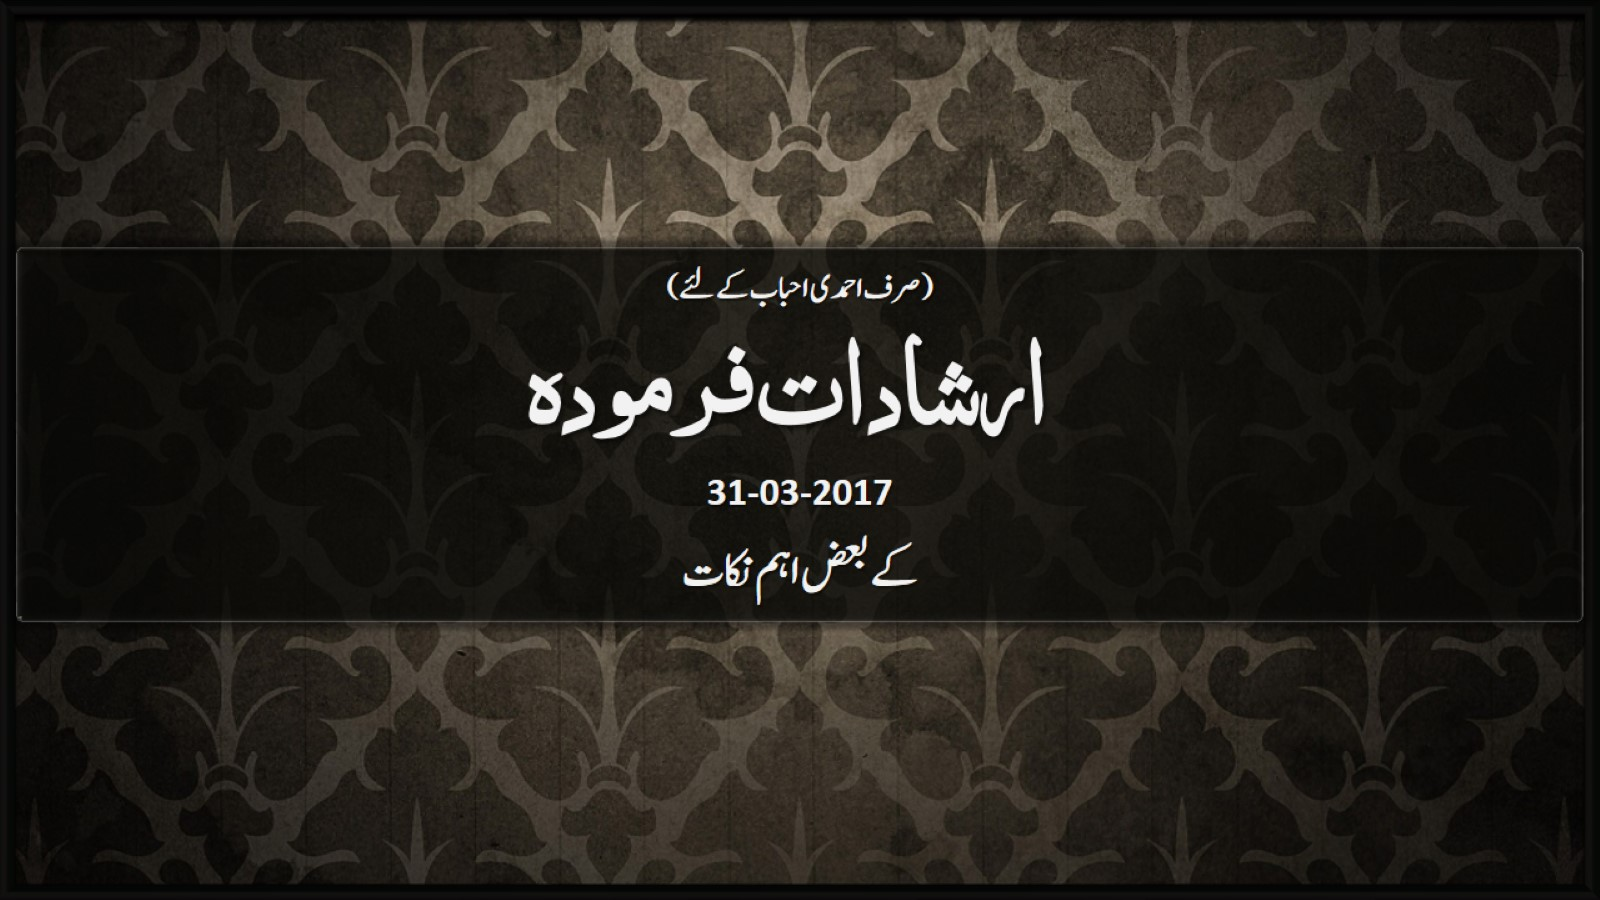 (صرف احمدی احباب کے لئے)
ارشادات فرمودہ
31-03-2017
کے بعض اہم نکات